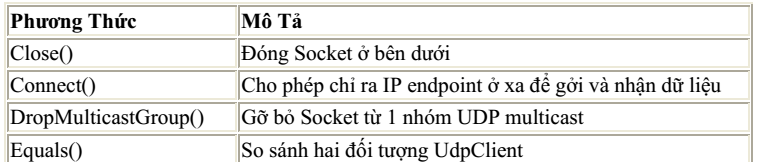 Phương Thức Mô Tả
Close() Đóng Socket ở bên dưới
Connect() Cho phép chỉ ra IP endpoint ở xa để gởi và nhận dữ liệu
DropMulticastGroup() Gỡ bỏ Socket từ 1 nhóm UDP multicast
Equals() So sánh hai đối tượng UdpClient